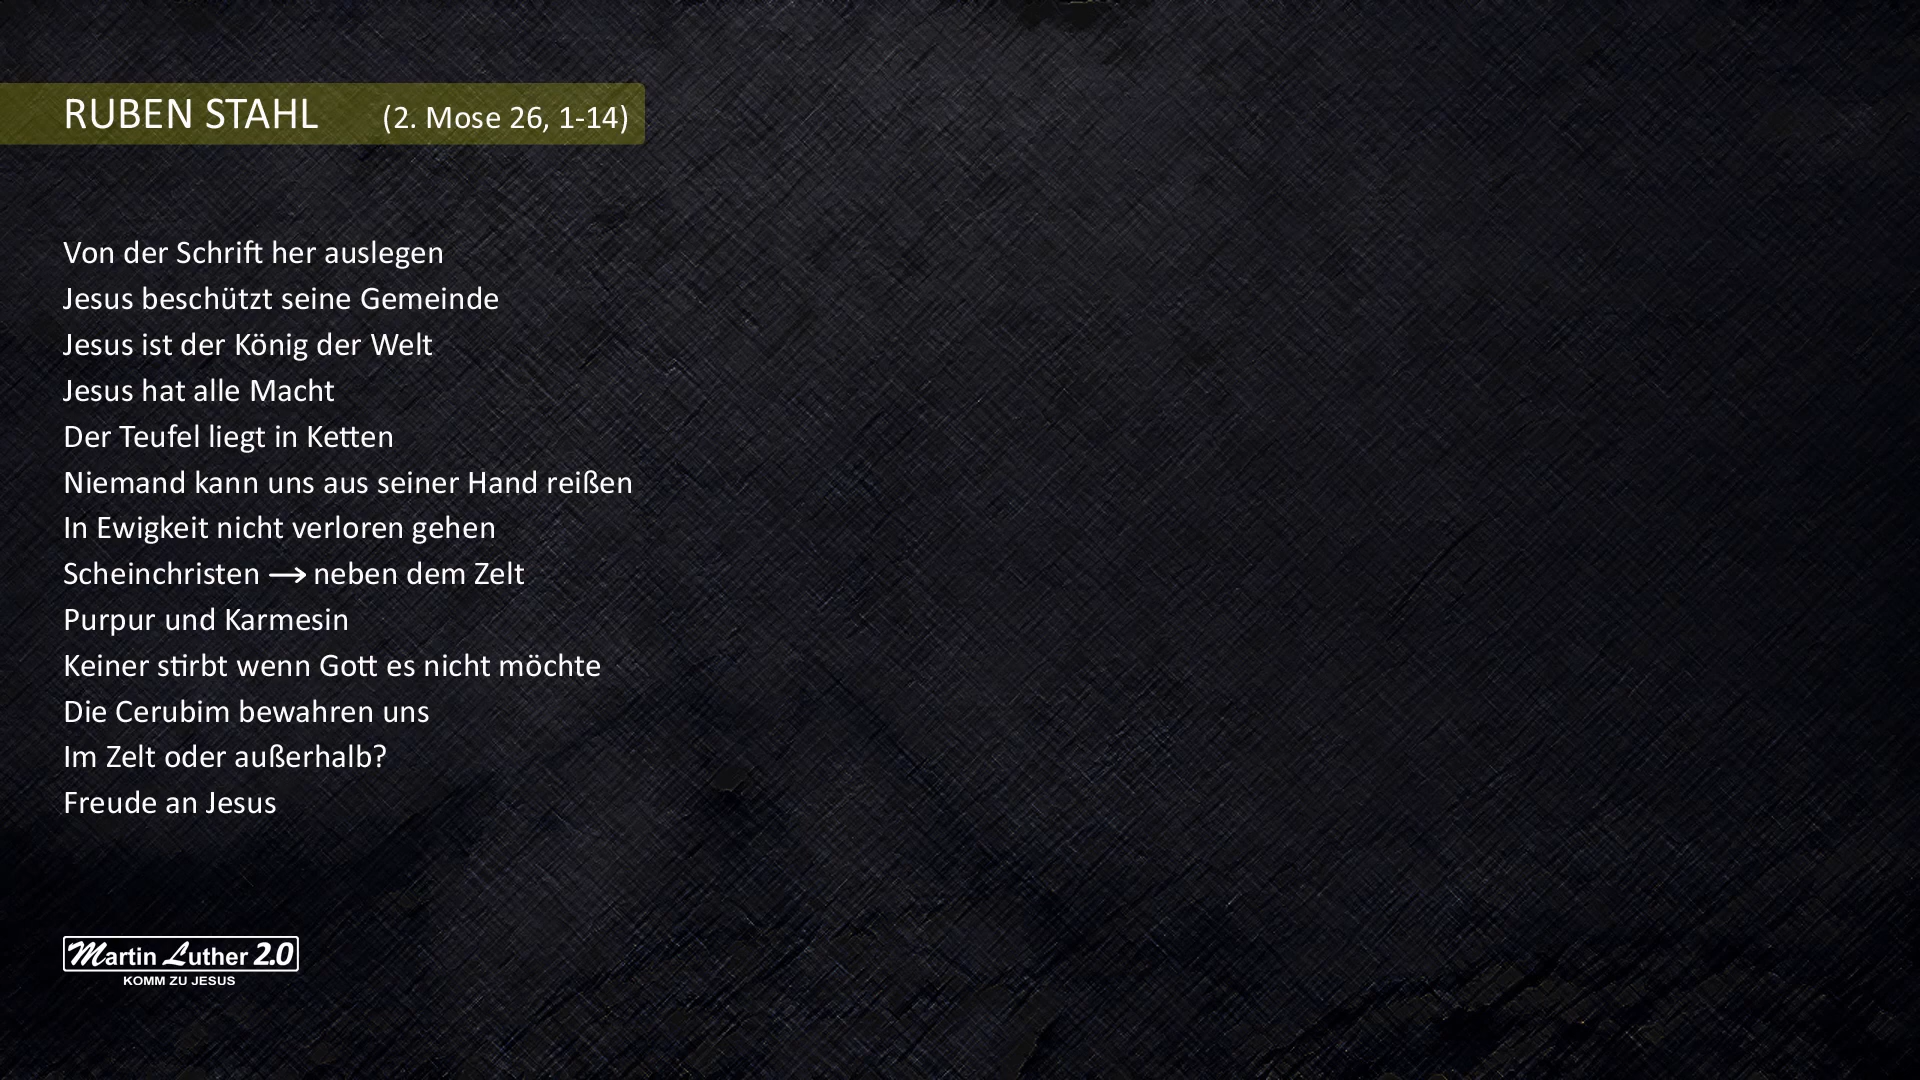 RUBEN STAHL (2. Mose 26, 1-14)
Von der Schrift her auslegen
Jesus beschützt seine Gemeinde
Jesus ist der König der Welt
Jesus hat alle Macht
Der Teufel liegt in Ketten
Niemand kann uns aus seiner Hand reißen
In Ewigkeit nicht verloren gehen
Scheinchristen → neben dem Zelt
Purpur und Karmesin
Keiner stirbt wenn Gott es nicht möchte
Die Cerubim bewahren uns
Im Zelt oder außerhalb?
Freude an Jesus
Martin Luther 2.0
KOMM ZU JESUS